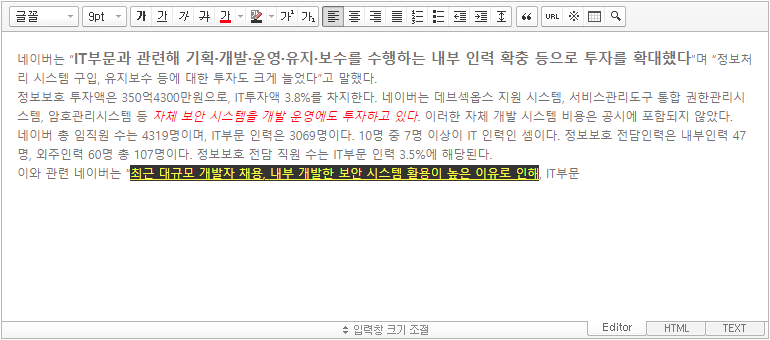 글꼴 9pt 가 가 가 가 가 가 가² 가₂ URL
네이버는 “IT부문과 관련해 기획·개발·운영·유지·보수를 수행하는 내부 인력 확충 등으로 투자를 확대했다”며 “정보처
리 시스템 구입, 유지보수 등에 대한 투자도 크게 늘었다”고 말했다.
정보보호 투자액은 350억4300만원으로, IT투자액 3.8%를 차지한다. 네이버는 데브섹옵스 지원 시스템, 서비스관리도구 통합 권한관리시
스템, 암호관리시스템 등 자체 보안 시스템을 개발 운영에도 투자하고 있다. 이러한 자체 개발 시스템 비용은 공시에 포함되지 않았다.
네이버 총 임직원 수는 4319명이며, IT부문 인력은 3069명이다. 10명 중 7명 이상이 IT 인력인 셈이다. 정보보호 전담인력은 내부인력 47
명, 외주인력 60명 총 107명이다. 정보보호 전담 직원 수는 IT부문 인력 3.5%에 해당된다.
이와 관련 네이버는 “최근 대규모 개발자 채용, 내부 개발한 보안 시스템 활용이 높은 이유로 인해, IT부문
입력창 크기 조절
Editor HTML TEXT